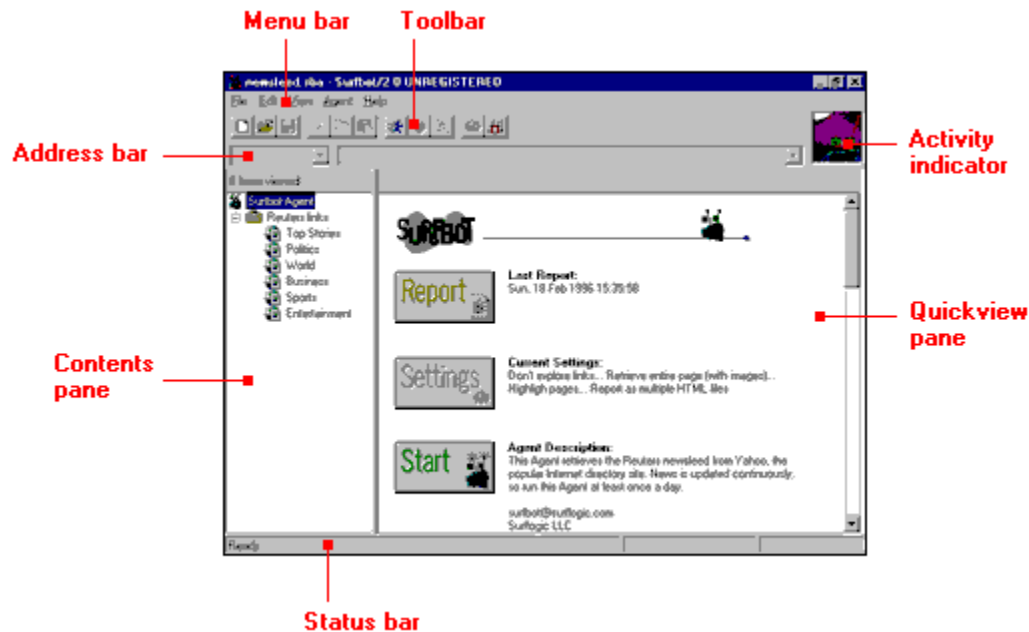 Menu bar
Toolbar
newsfeed.rba - Surfbot/2.0 UNREGISTERED
File Edit View Agent Help
Address bar
Activity
indicator
items viewed:
Surfbot Agent
Reuters links
Top Stories
Politics
World
Business
Sports
Entertainment
SURFBOT
Report
Last Report:
Sun, 18 Feb 1996 15:35:58
Quickview
pane
Contents
pane
Settings
Current Settings:
Don't explore links... Retrieve entire page (with images)...
Highligh pages... Report as multiple HTML files
Start
Agent Description:
This Agent retrieves the Reuters newsfeed from Yahoo, the
popular Internet directory site. News is updated continuously,
so run this Agent at least once a day.
surfbot@surflogic.com
Surflogic LLC
Ready
Status bar